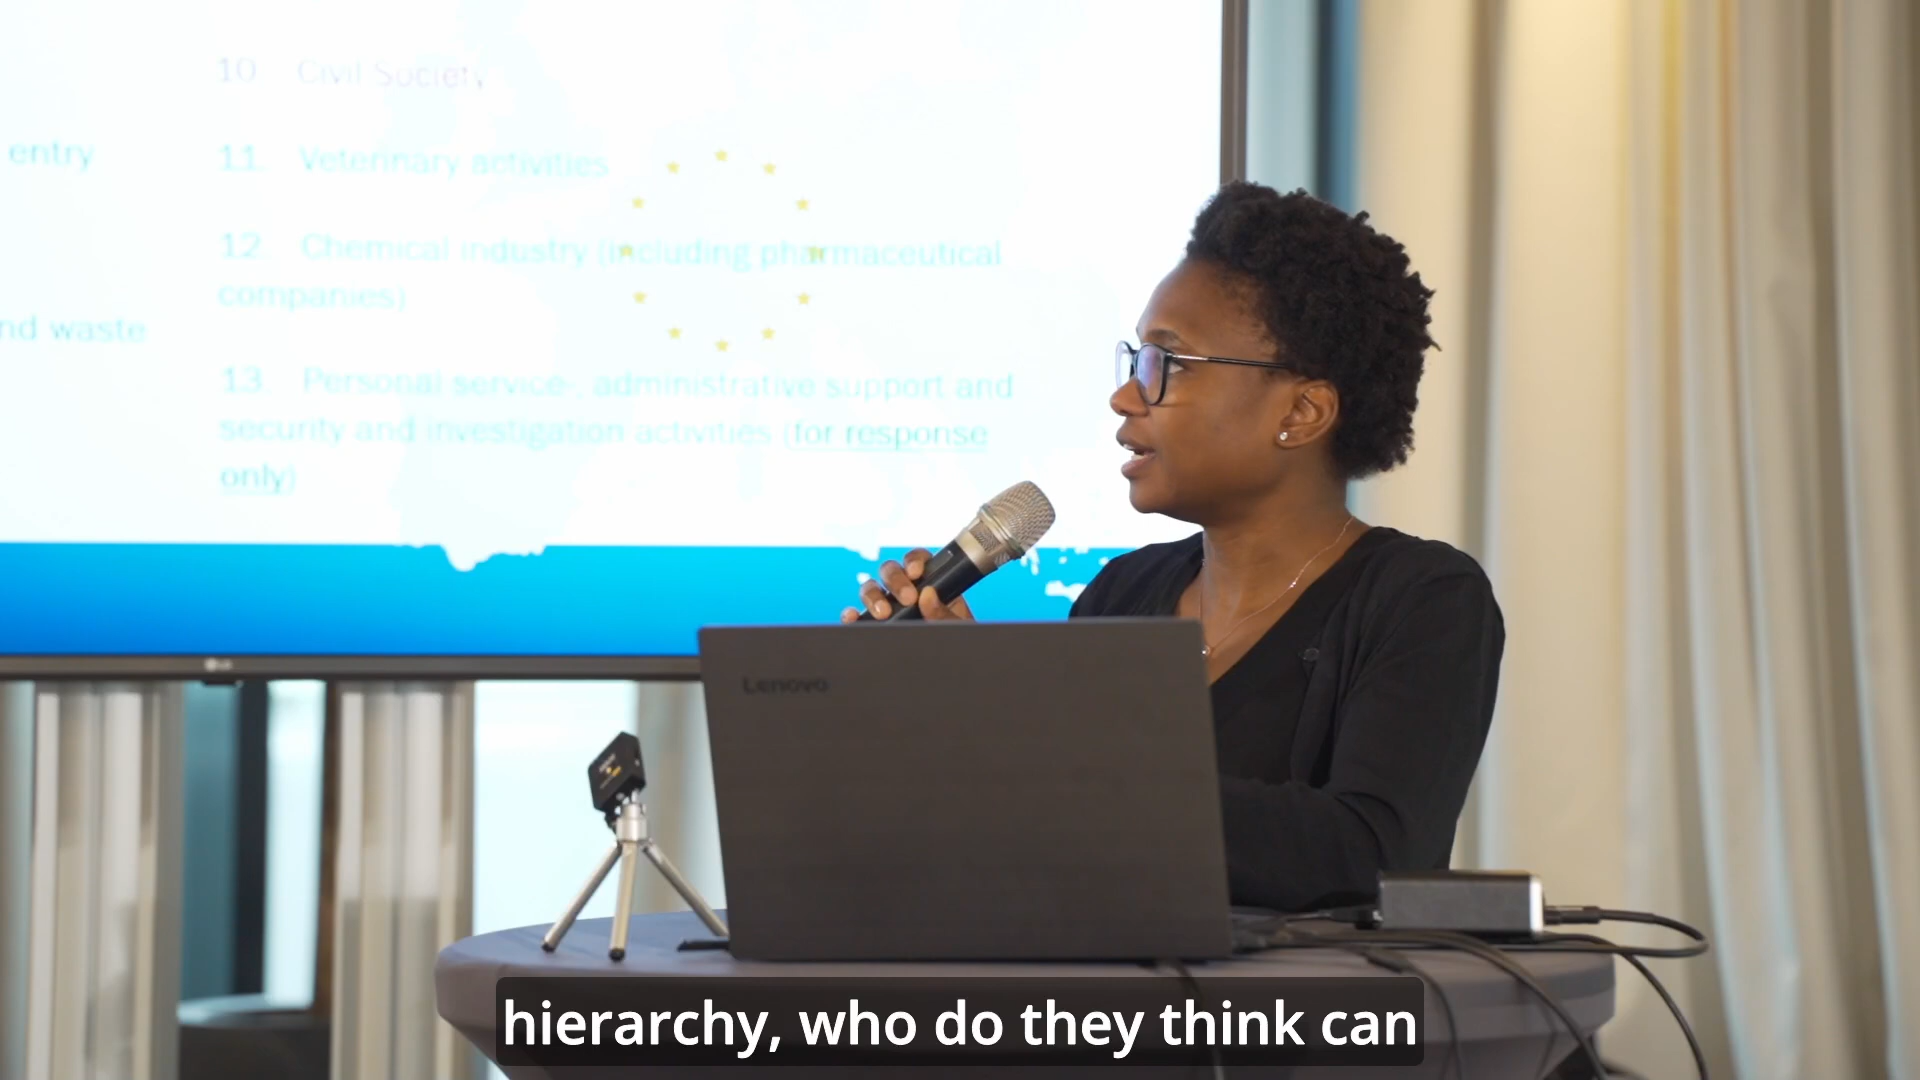 10. Civil Society
entry
11. Veterinary activities
12. Chemical industry (including pharmaceutical
companies)
nd waste
13. Personal service-, administrative support and
security and investigation activities (for response
only)
LG
Lenovo
hierarchy, who do they think can